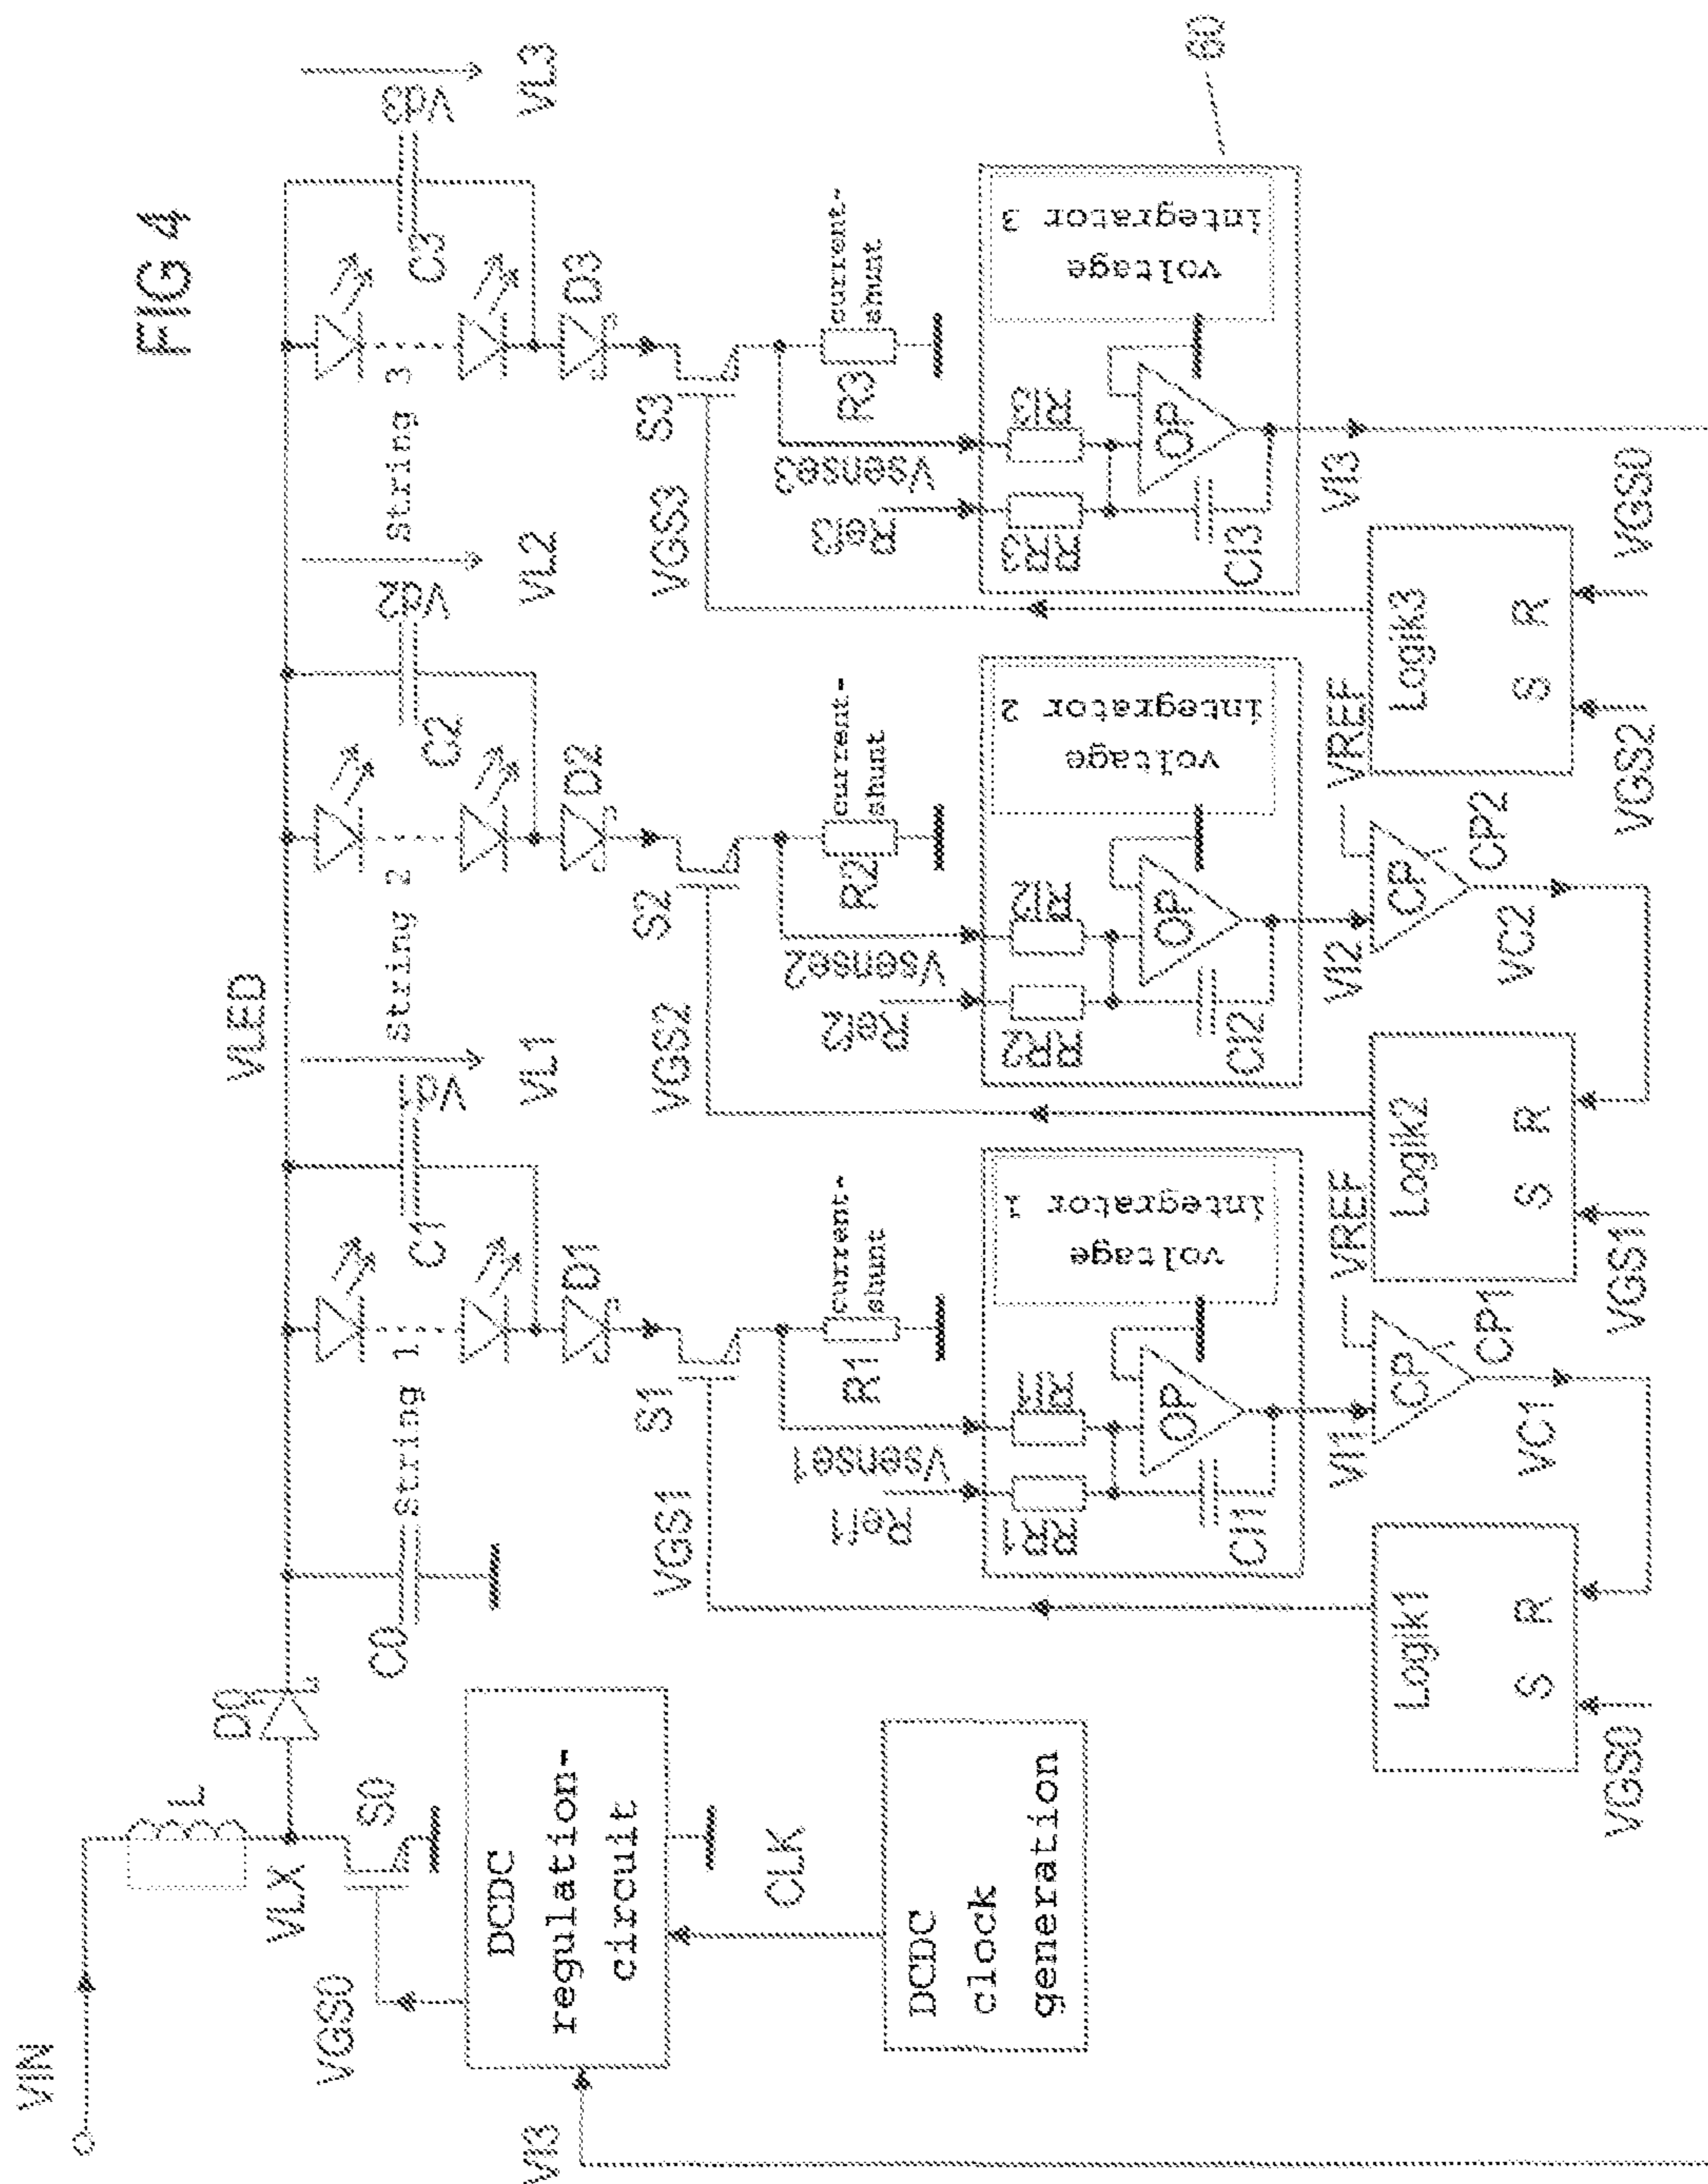 FIG 4
VIN
L
VLX
D0
S0
VGS0
DCDC
regulation-
circuit
VI3
CLK
DCDC
clock
generation
VLED
C0
String 1
C1
Vd1
VL1
D1
String 2
C2
Vd2
VL2
D2
String 3
C3
Vd3
VL3
D3
VGS1
S1
R1
current-
shunt
Vsense1
Ref1
VGS2
S2
R2
current-
shunt
Vsense2
Ref2
VGS3
S3
R3
current-
shunt
Vsense3
Ref3
RR1
RI1
CI1
OP
voltage
integrator 1
RR2
RI2
CI2
OP
voltage
integrator 2
RR3
RI3
CI3
OP
voltage
integrator 3
60
VI1
VREF
CP
CP1
VC1
VI2
VREF
CP
CP2
VC2
VI3
Logik1
S R
VGS0
Logik2
S R
VGS1
Logik3
S R
VGS2
VGS0